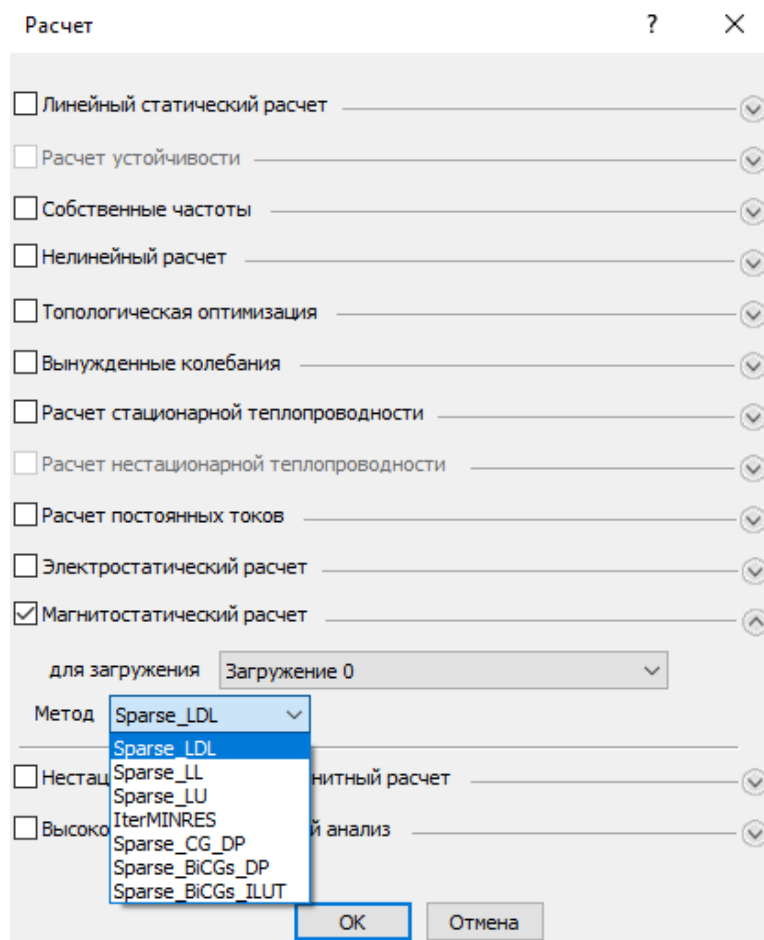 Расчет ?
Линейный статический расчет
Расчет устойчивости
Собственные частоты
Нелинейный расчет
Топологическая оптимизация
Вынужденные колебания
Расчет стационарной теплопроводности
Расчет нестационарной теплопроводности
Расчет постоянных токов
Электростатический расчет
Магнитостатический расчет
для загружения Загружение 0
Метод Sparse_LDL
Sparse_LDL
Sparse_LL
Нестац нитный расчет
Sparse_LU
IterMINRES
Высоко й анализ
Sparse_CG_DP
Sparse_BiCGs_DP
Sparse_BiCGs_ILUT
OK Отмена